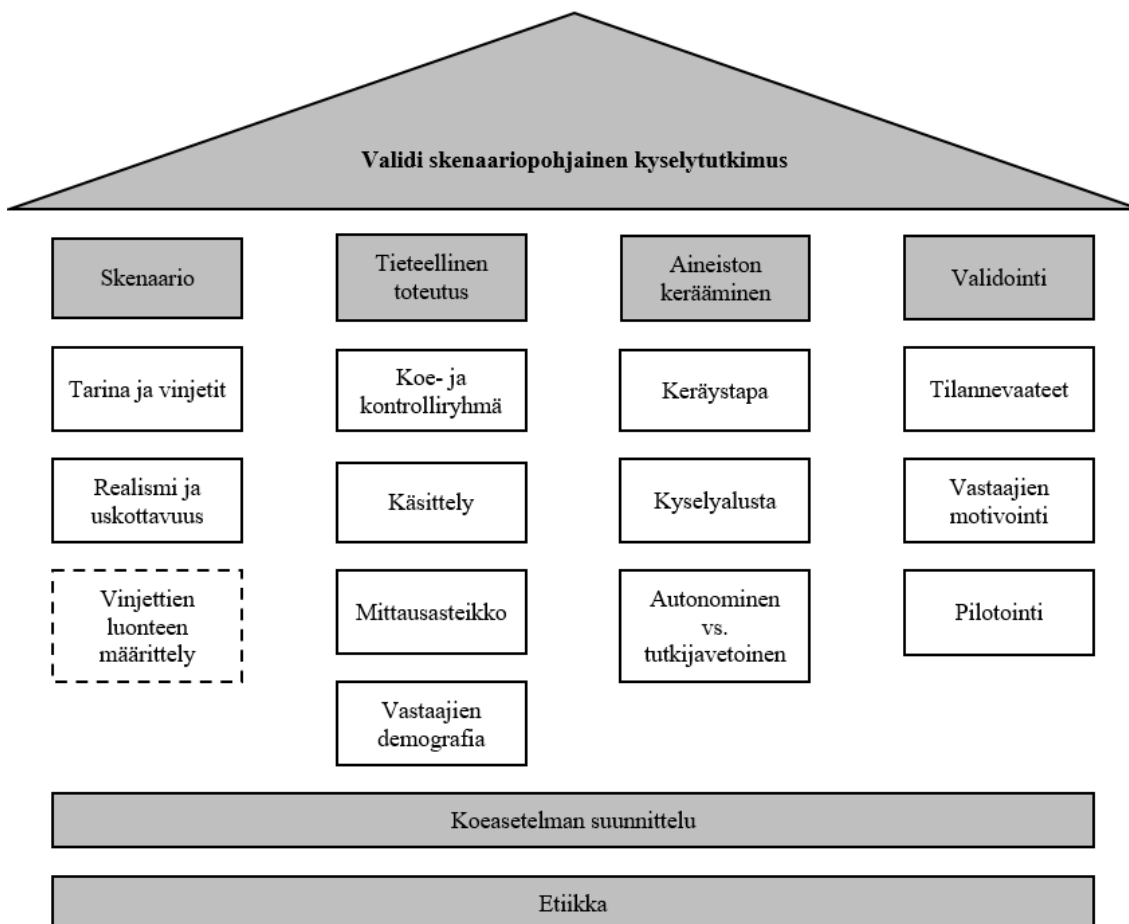 Validi skenaariopohjainen kyselytutkimus
Skenaario
Tarina ja vinjetit
Realismi ja
uskottavuus
Vinjettien
luonteen
määrittely
Tieteellinen
toteutus
Koe- ja
kontrolliryhmä
Käsittely
Mittausasteikko
Vastaajien
demografia
Aineiston
kerääminen
Keräystapa
Kyselyalusta
Autonominen
vs.
tutkijavetoinen
Validointi
Tilannevaateet
Vastaajien
motivointi
Pilotointi
Koeasetelman suunnittelu
Etiikka